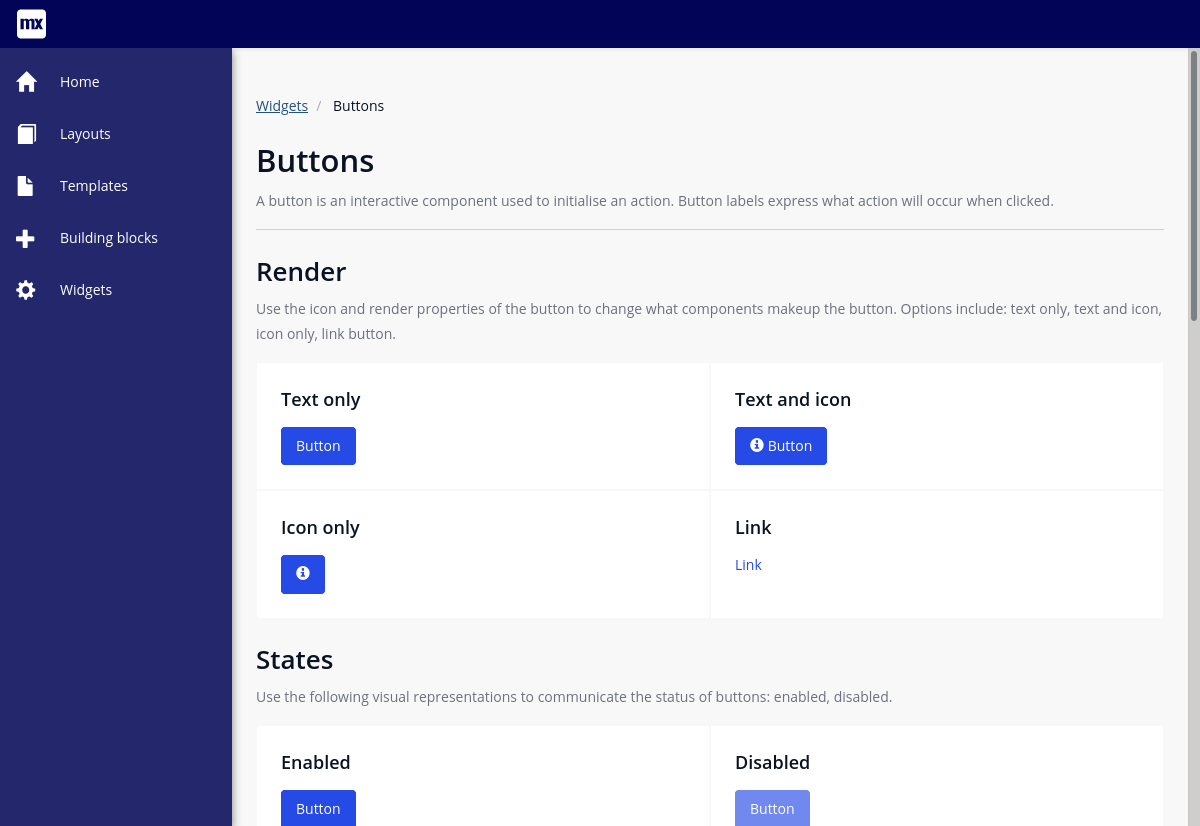 mx
Home
Layouts
Templates
Building blocks
Widgets
Widgets / Buttons
Buttons
A button is an interactive component used to initialise an action. Button labels express what action will occur when clicked.
Render
Use the icon and render properties of the button to change what components makeup the button. Options include: text only, text and icon,
icon only, link button.
Text only
Button
Text and icon
Button
Icon only
Link
Link
States
Use the following visual representations to communicate the status of buttons: enabled, disabled.
Enabled
Button
Disabled
Button